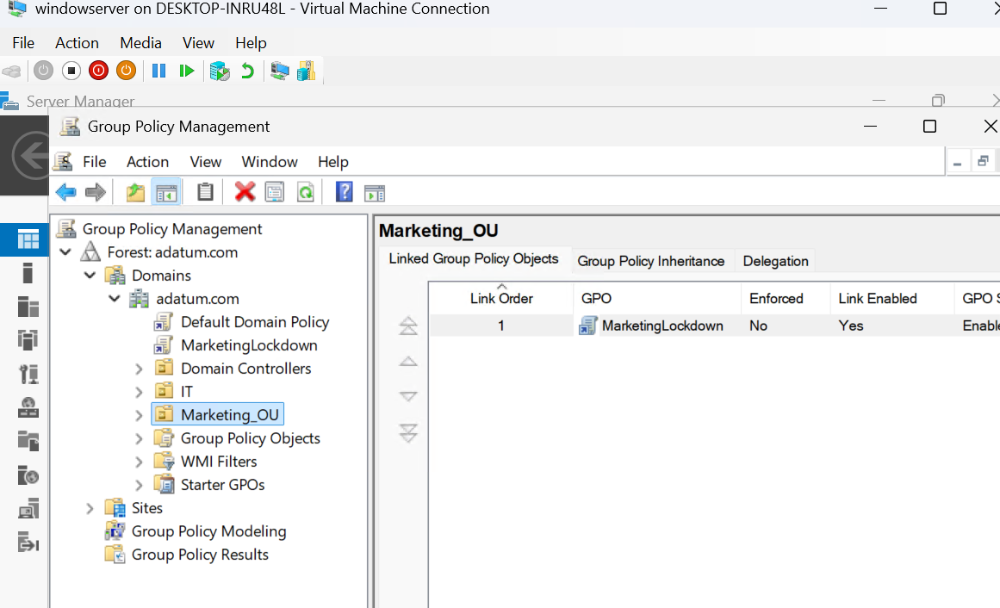 windowserver on DESKTOP-INRU48L - Virtual Machine Connection
File Action Media View Help
Server Manager
Group Policy Management
File Action View Window Help
Group Policy Management
Forest: adatum.com
Domains
adatum.com
Default Domain Policy
MarketingLockdown
Domain Controllers
IT
Marketing_OU
Group Policy Objects
WMI Filters
Starter GPOs
Sites
Group Policy Modeling
Group Policy Results
Marketing_OU
Linked Group Policy Objects Group Policy Inheritance Delegation
Link Order GPO Enforced Link Enabled GPO
1 MarketingLockdown No Yes